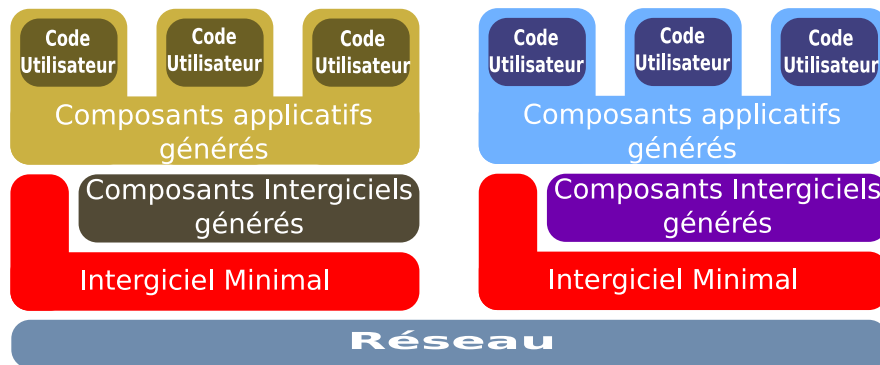 Code
Utilisateur
Code
Utilisateur
Code
Utilisateur
Composants applicatifs
générés
Composants Intergiciels
générés
Intergiciel Minimal
Code
Utilisateur
Code
Utilisateur
Code
Utilisateur
Composants applicatifs
générés
Composants Intergiciels
générés
Intergiciel Minimal
Réseau